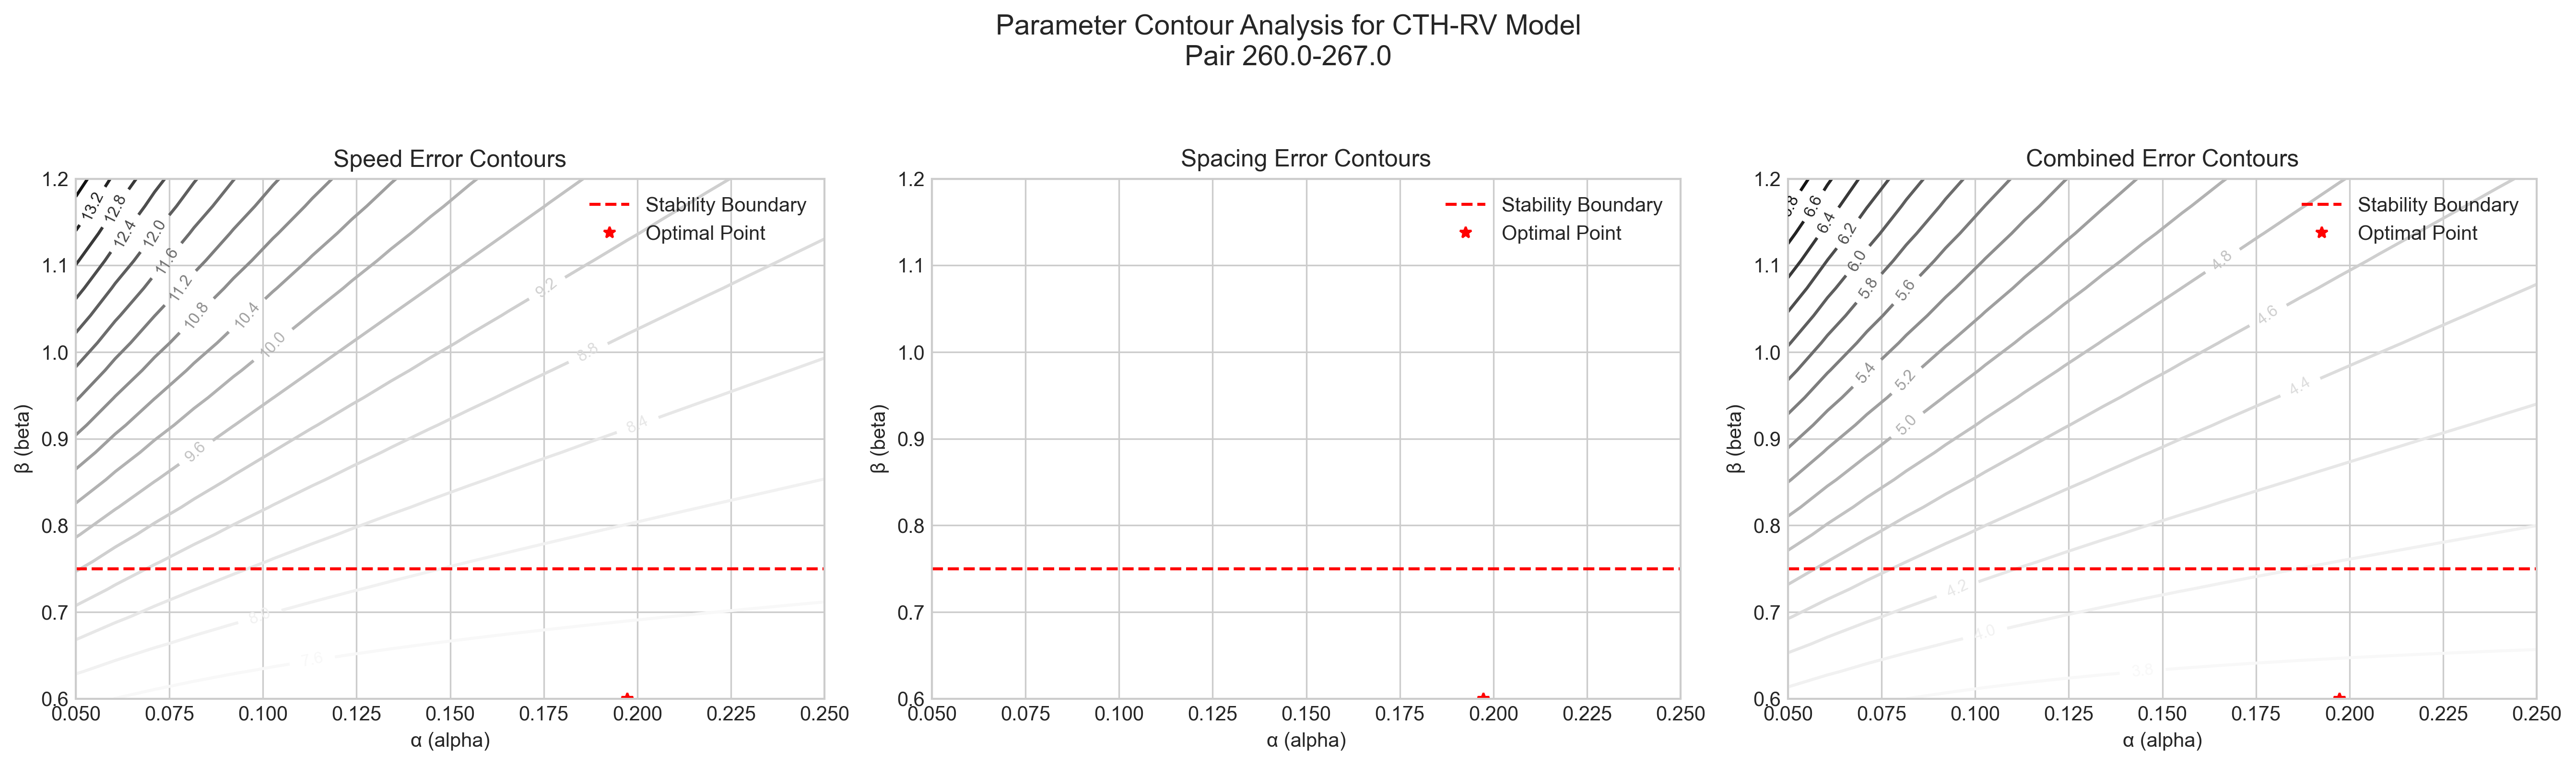 Parameter Contour Analysis for CTH-RV Model
Pair 260.0-267.0
Speed Error Contours
Stability Boundary
Optimal Point
13.2
12.8
12.4
12.0
11.6
11.2
10.8
10.4
10.0
9.6
9.2
8.8
8.4
8.0
7.6
1.2
1.1
1.0
0.9
0.8
0.7
0.6
β (beta)
0.050 0.075 0.100 0.125 0.150 0.175 0.200 0.225 0.250
α (alpha)
Spacing Error Contours
Stability Boundary
Optimal Point
1.2
1.1
1.0
0.9
0.8
0.7
0.6
β (beta)
0.050 0.075 0.100 0.125 0.150 0.175 0.200 0.225 0.250
α (alpha)
Combined Error Contours
Stability Boundary
Optimal Point
6.6
6.4
6.2
6.0
5.8
5.6
5.4
5.2
5.0
4.8
4.6
4.4
4.2
4.0
3.8
1.2
1.1
1.0
0.9
0.8
0.7
0.6
β (beta)
0.050 0.075 0.100 0.125 0.150 0.175 0.200 0.225 0.250
α (alpha)